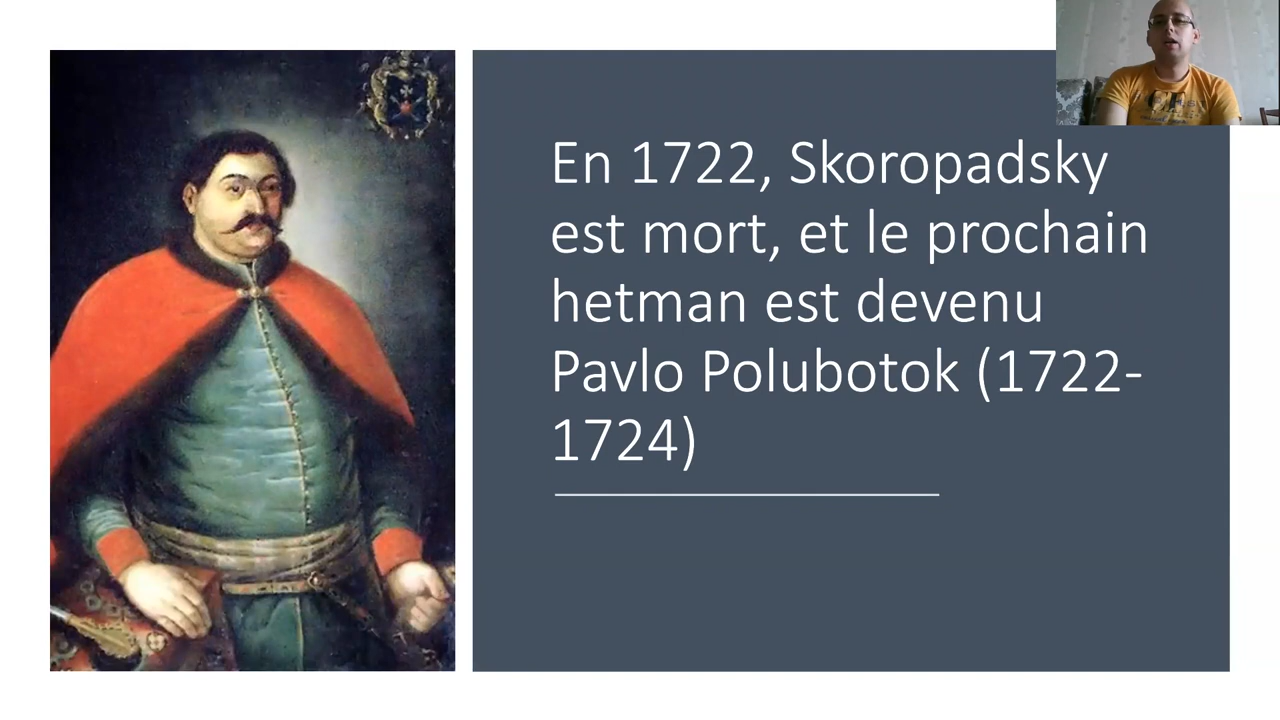 En 1722, Skoropadsky
est mort, et le prochain
hetman est devenu
Pavlo Polubotok (1722-
1724)